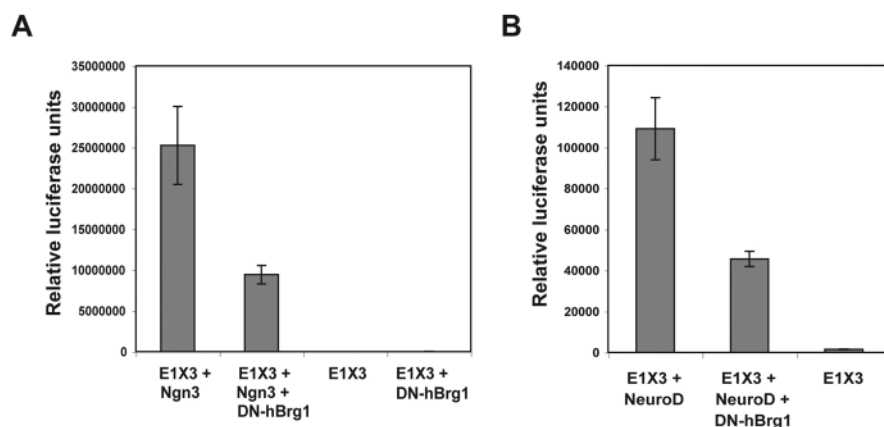 A
Relative luciferase units
35000000
30000000
25000000
20000000
15000000
10000000
5000000
0
E1X3 +
Ngn3
E1X3 +
Ngn3 +
DN-hBrg1
E1X3
E1X3 +
DN-hBrg1
B
Relative luciferase units
140000
120000
100000
80000
60000
40000
20000
0
E1X3 +
NeuroD
E1X3 +
NeuroD +
DN-hBrg1
E1X3